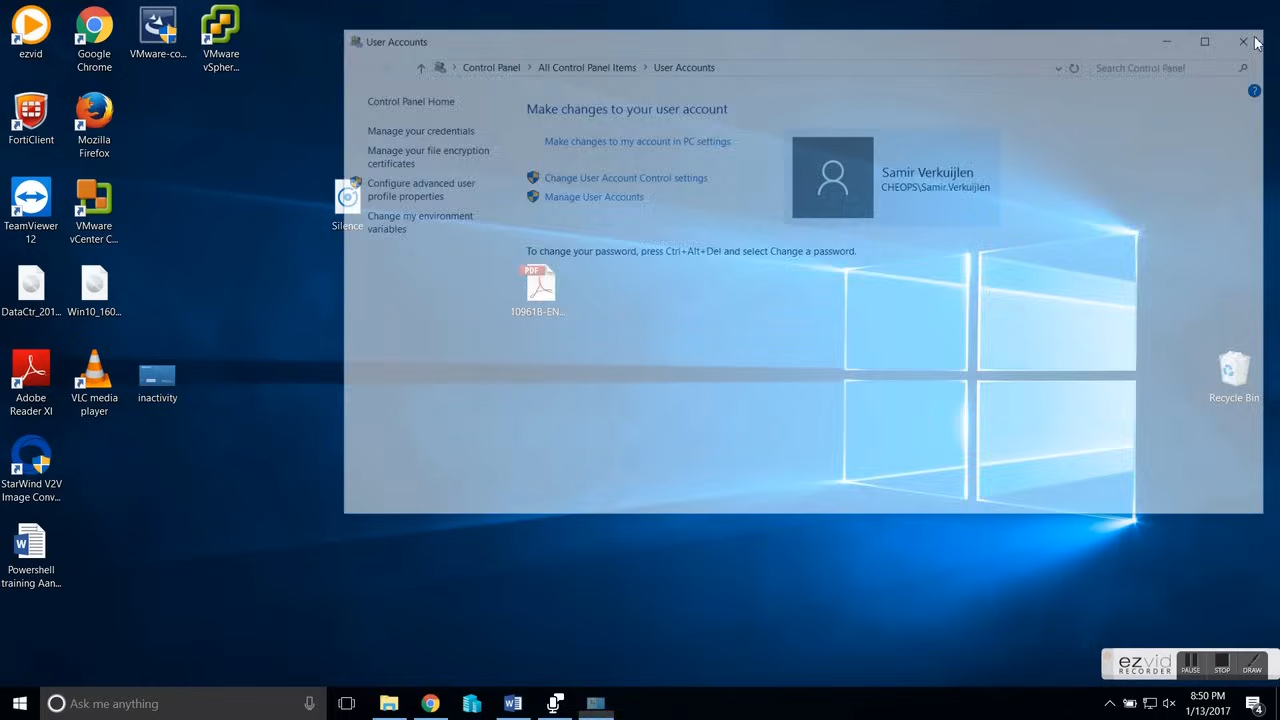 ezvid
Google
Chrome
VMware-co...
VMware
vSpher...
FortiClient
Mozilla
Firefox
TeamViewer
12
VMware
vCenter C...
DataCtr_201...
Win10_160...
Adobe
Reader XI
VLC media
player
inactivity
StarWind V2V
Image Conv...
Powershell
training Aan...
Silence
PDF
10961B-EN...
Recycle Bin
User Accounts
Control Panel > All Control Panel Items > User Accounts
Search Control Panel
Control Panel Home
Manage your credentials
Manage your file encryption
certificates
Configure advanced user
profile properties
Change my environment
variables
Make changes to your user account
Make changes to my account in PC settings
Change User Account Control settings
Manage User Accounts
Samir Verkuijlen
CHEOPS\Samir.Verkuijlen
To change your password, press Ctrl+Alt+Del and select Change a password.
ezvid
RECORDER
PAUSE
STOP
DRAW
Ask me anything
8:50 PM
1/13/2017
4